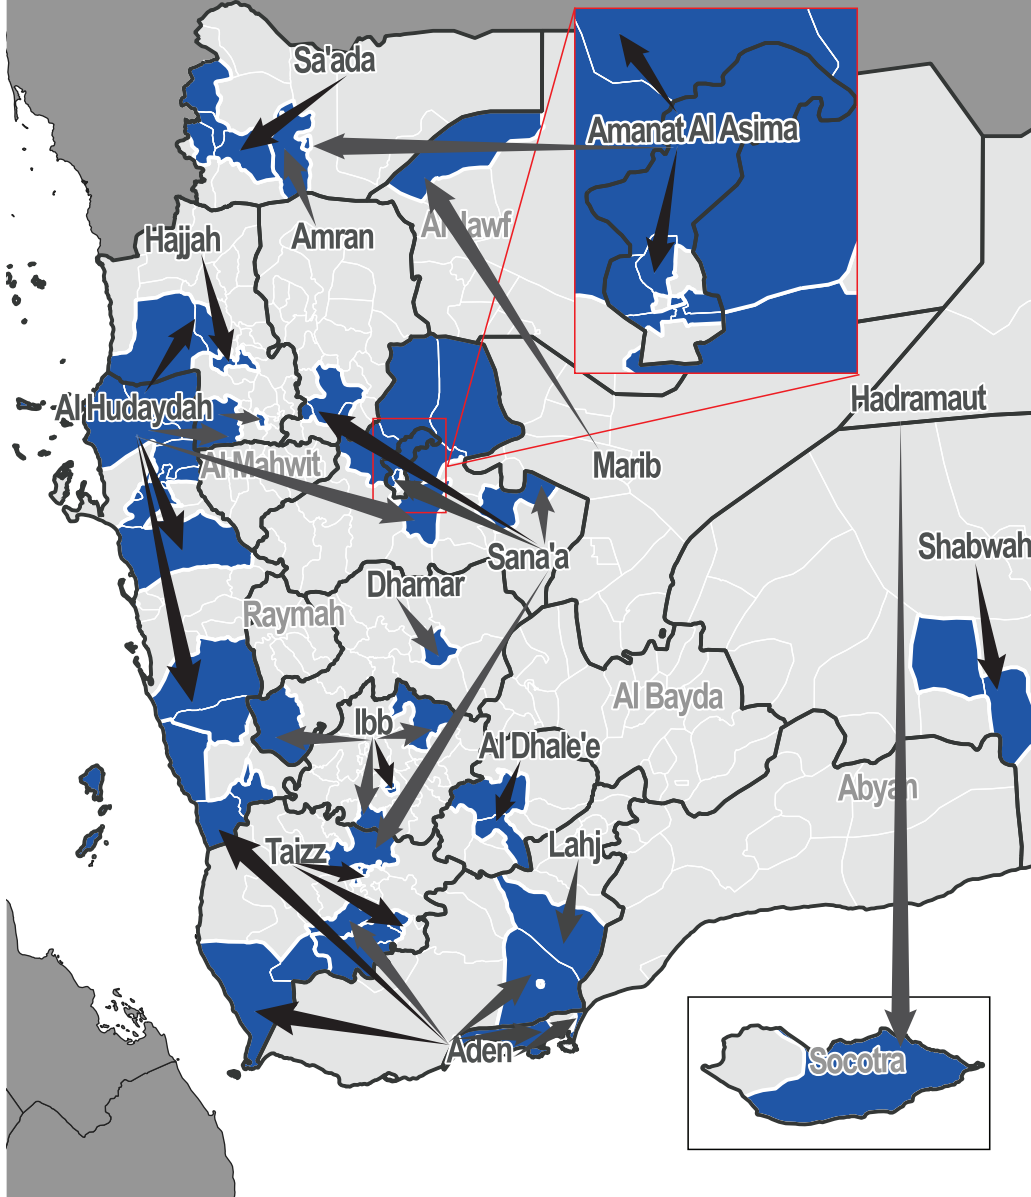 Sa'ada
Amanat Al Asima
Al Jawf
Hajjah
Amran
Al Hudaydah
Hadramaut
Al Mahwit
Marib
Sana'a
Shabwah
Dhamar
Raymah
Al Bayda
Ibb
Al Dhale'e
Abyan
Taizz
Lahj
Aden
Socotra